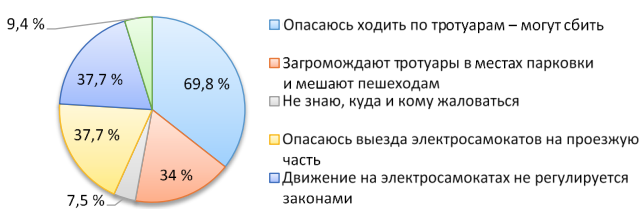 9,4 %
69,8 %
34 %
7,5 %
37,7 %
37,7 %
Опасаюсь ходить по тротуарам – могут сбить
Загромождают тротуары в местах парковки
и мешают пешеходам
Не знаю, куда и кому жаловаться
Опасаюсь выезда электросамокатов на проезжую
часть
Движение на электросамокатах не регулируется
законами